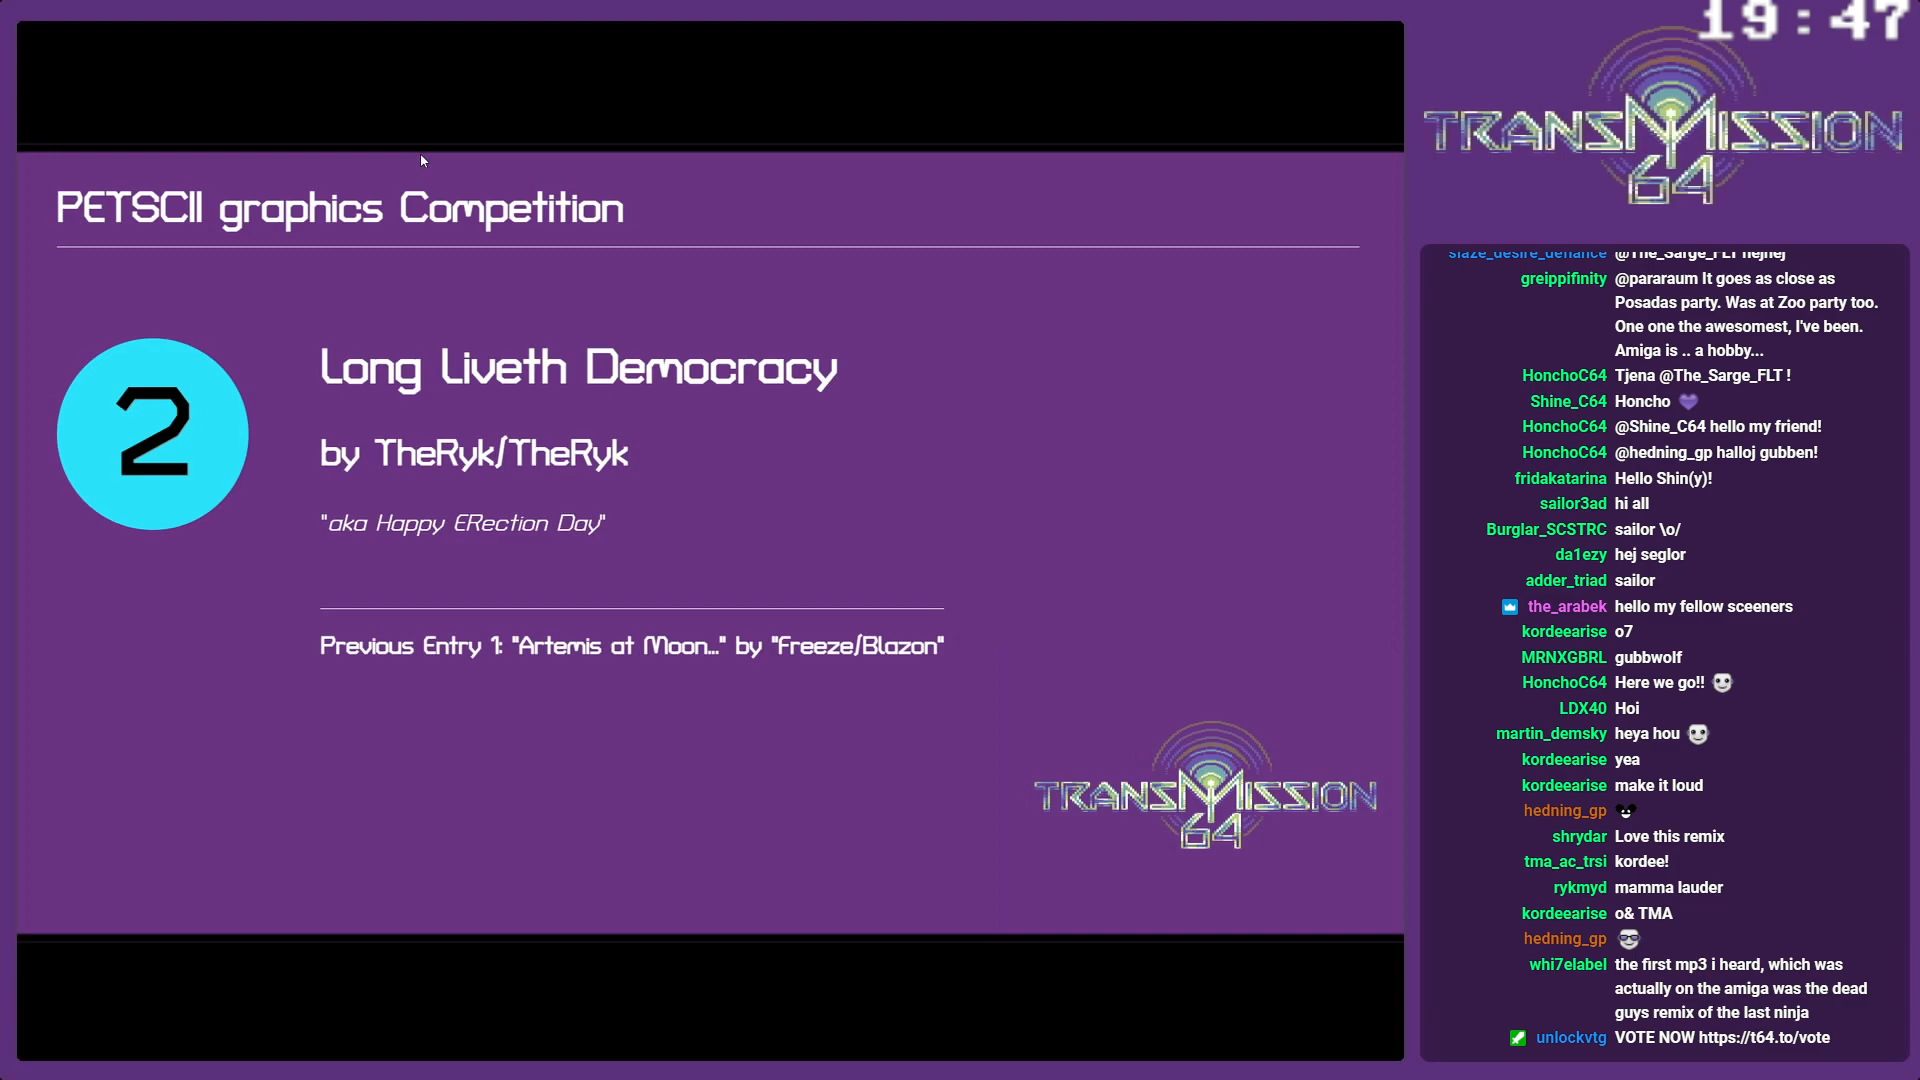 19:47
TRANSMISSION
64
PETSCII graphics Competition
2
Long Liveth Democracy
by TheRyk/TheRyk
"aka Happy ERection Day"
Previous Entry 1: "Artemis at Moon..." by "Freeze/Blazon"
TRANSMISSION
64
slaze_desire_defiance @The_Sarge_FLT hejhej
greippifinity @pararaum It goes as close as
Posadas party. Was at Zoo party too.
One one the awesomest, I've been.
Amiga is .. a hobby...
HonchoC64 Tjena @The_Sarge_FLT !
Shine_C64 Honcho
HonchoC64 @Shine_C64 hello my friend!
HonchoC64 @hedning_gp halloj gubben!
fridakatarina Hello Shin(y)!
sailor3ad hi all
Burglar_SCSTRC sailor \o/
da1ezy hej seglor
adder_triad sailor
the_arabek hello my fellow sceeners
kordeearise o7
MRNXGBRL gubbwolf
HonchoC64 Here we go!!
LDX40 Hoi
martin_demsky heya hou
kordeearise yea
kordeearise make it loud
hedning_gp
shrydar Love this remix
tma_ac_trsi kordee!
rykmyd mamma lauder
kordeearise o& TMA
hedning_gp
whi7elabel the first mp3 i heard, which was
actually on the amiga was the dead
guys remix of the last ninja
unlockvtg VOTE NOW https://t64.to/vote